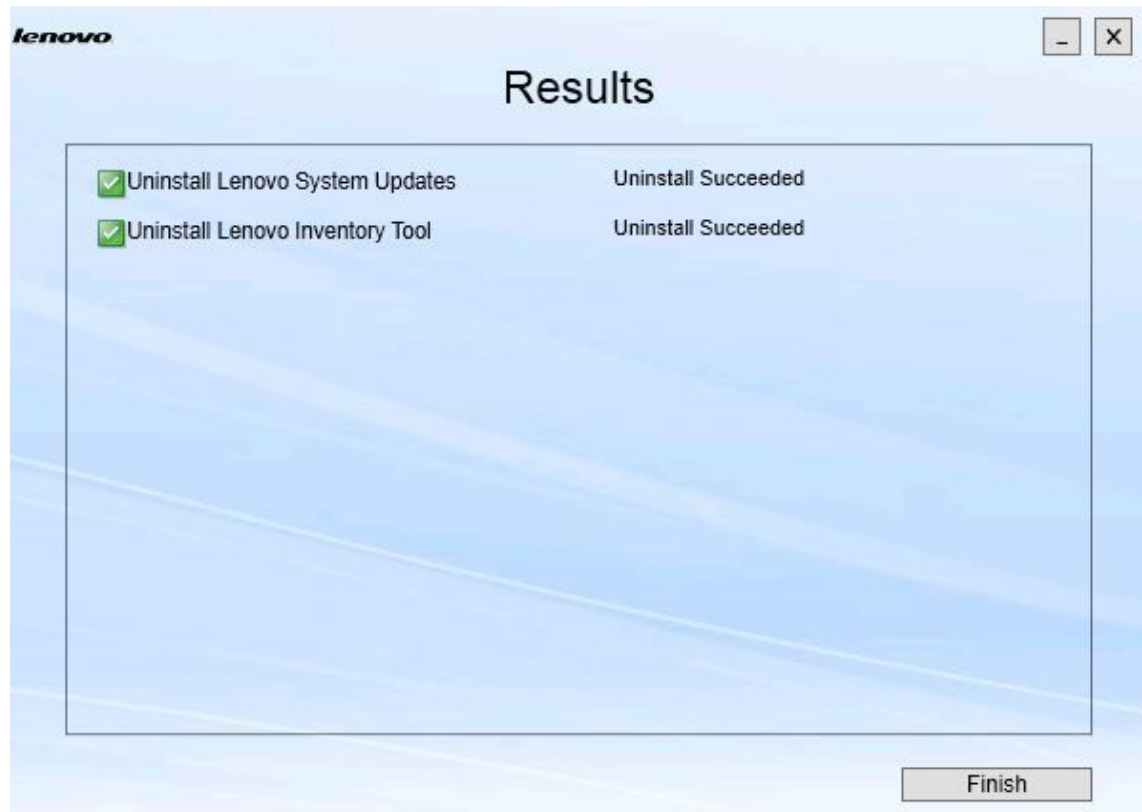 lenovo
Results
Uninstall Lenovo System Updates Uninstall Succeeded
Uninstall Lenovo Inventory Tool Uninstall Succeeded
Finish